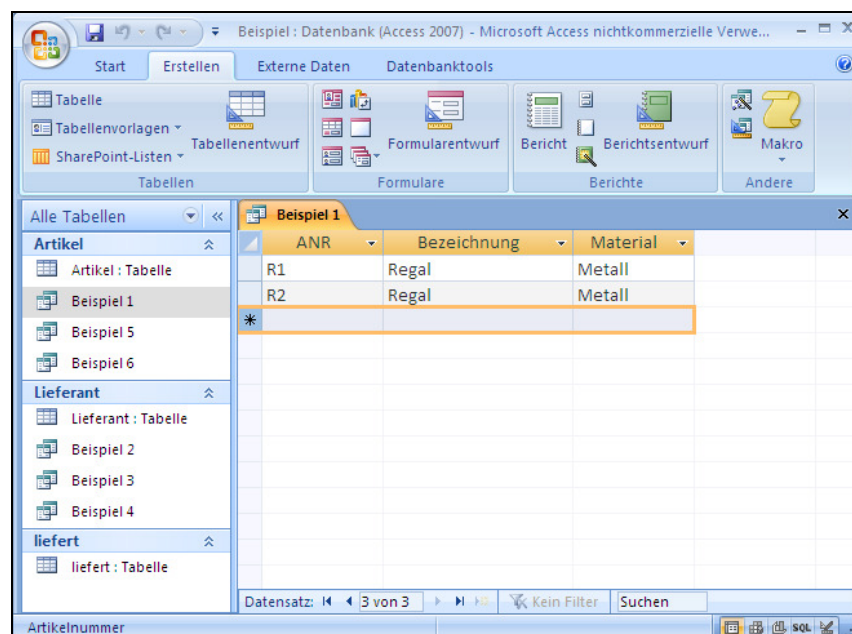 Beispiel : Datenbank (Access 2007) - Microsoft Access nichtkommerzielle Verwe...
Start Erstellen Externe Daten Datenbanktools
Tabelle
Tabellenvorlagen
SharePoint-Listen
Tabellenentwurf
Tabellen
Formularentwurf
Formulare
Bericht
Berichtsentwurf
Berichte
Makro
Andere
Alle Tabellen
Artikel
Artikel : Tabelle
Beispiel 1
Beispiel 5
Beispiel 6
Lieferant
Lieferant : Tabelle
Beispiel 2
Beispiel 3
Beispiel 4
liefert
liefert : Tabelle
Beispiel 1
ANR Bezeichnung Material
R1 Regal Metall
R2 Regal Metall
Datensatz: 3 von 3 Kein Filter Suchen
Artikelnummer SQL